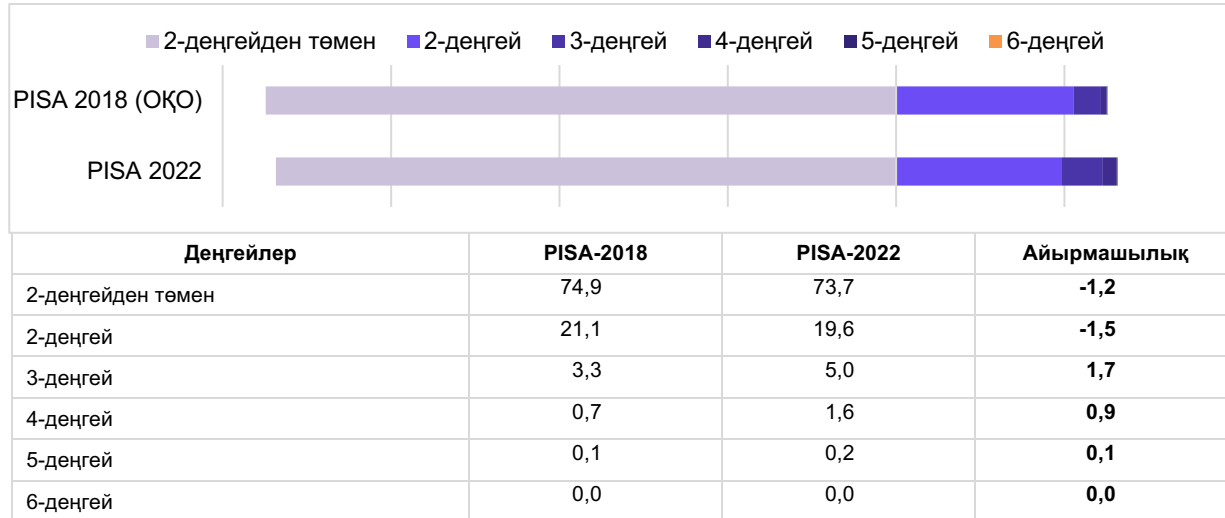 2-деңгейден төмен 2-деңгей 3-деңгей 4-деңгей 5-деңгей 6-деңгей
PISA 2018 (ОҚО)
PISA 2022
Деңгейлер PISA-2018 PISA-2022 Айырмашылық
2-деңгейден төмен 74,9 73,7 -1,2
2-деңгей 21,1 19,6 -1,5
3-деңгей 3,3 5,0 1,7
4-деңгей 0,7 1,6 0,9
5-деңгей 0,1 0,2 0,1
6-деңгей 0,0 0,0 0,0